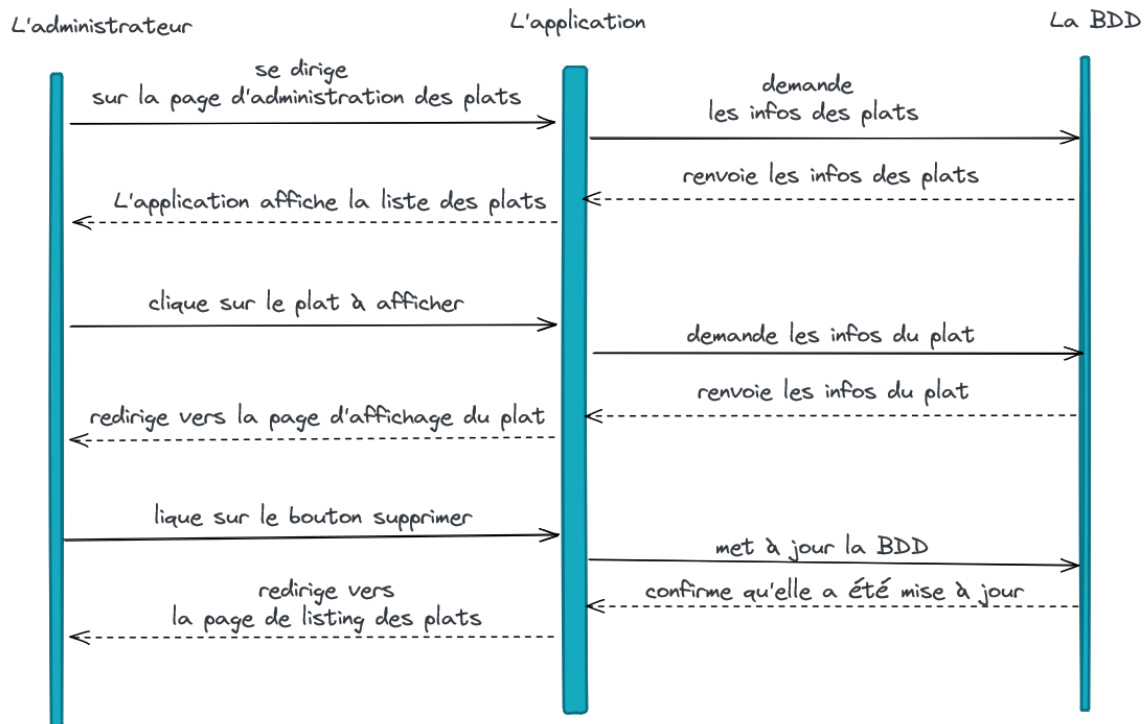 L'administrateur
L'application
La BDD
se dirige
sur la page d'administration des plats
demande
les infos des plats
renvoie les infos des plats
L'application affiche la liste des plats
clique sur le plat à afficher
demande les infos du plat
renvoie les infos du plat
redirige vers la page d'affichage du plat
lique sur le bouton supprimer
met à jour la BDD
confirme qu'elle a été mise à jour
redirige vers
la page de listing des plats